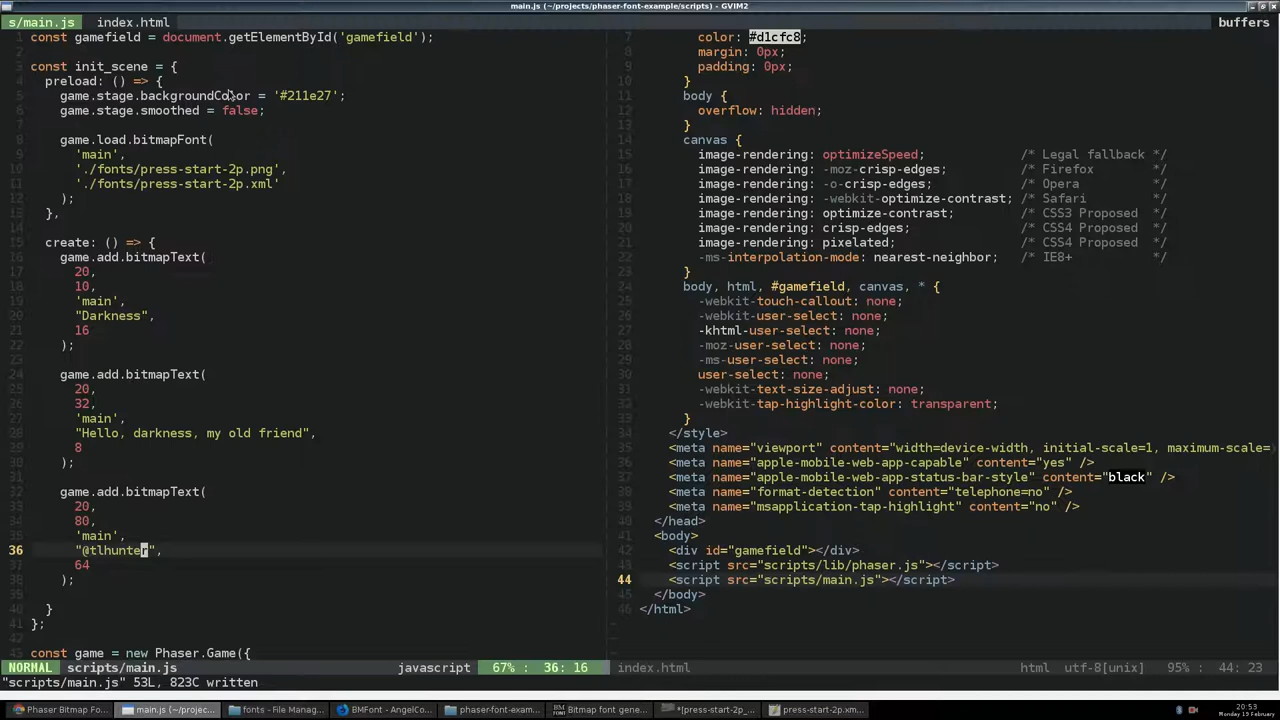 main.js (~/projects/phaser-font-example/scripts) - GVIM2
s/main.js index.html buffers
1 const gamefield = document.getElementById('gamefield');
2
3 const init_scene = {
4 preload: () => {
5 game.stage.backgroundColor = '#211e27';
6 game.stage.smoothed = false;
7
8 game.load.bitmapFont(
9 'main',
10 './fonts/press-start-2p.png',
11 './fonts/press-start-2p.xml'
12 );
13 },
14
15 create: () => {
16 game.add.bitmapText(
17 20,
18 10,
19 'main',
20 "Darkness",
21 16
22 );
23
24 game.add.bitmapText(
25 20,
26 32,
27 'main',
28 "Hello, darkness, my old friend",
29 8
30 );
31
32 game.add.bitmapText(
33 20,
34 80,
35 'main',
36 "@tlhunter",
37 64
38 );
39
40 }
41 };
42
43 const game = new Phaser.Game({
7 color: #d1cfc8;
8 margin: 0px;
9 padding: 0px;
10 }
11 body {
12 overflow: hidden;
13 }
14 canvas {
15 image-rendering: optimizeSpeed; /* Legal fallback */
16 image-rendering: -moz-crisp-edges; /* Firefox */
17 image-rendering: -o-crisp-edges; /* Opera */
18 image-rendering: -webkit-optimize-contrast; /* Safari */
19 image-rendering: optimize-contrast; /* CSS3 Proposed */
20 image-rendering: crisp-edges; /* CSS4 Proposed */
21 image-rendering: pixelated; /* CSS4 Proposed */
22 -ms-interpolation-mode: nearest-neighbor; /* IE8+ */
23 }
24 body, html, #gamefield, canvas, * {
25 -webkit-touch-callout: none;
26 -webkit-user-select: none;
27 -khtml-user-select: none;
28 -moz-user-select: none;
29 -ms-user-select: none;
30 user-select: none;
31 -webkit-text-size-adjust: none;
32 -webkit-tap-highlight-color: transparent;
33 }
34 </style>
35 <meta name="viewport" content="width=device-width, initial-scale=1, maximum-scale=
36 <meta name="apple-mobile-web-app-capable" content="yes" />
37 <meta name="apple-mobile-web-app-status-bar-style" content="black" />
38 <meta name="format-detection" content="telephone=no" />
39 <meta name="msapplication-tap-highlight" content="no" />
40 </head>
41 <body>
42 <div id="gamefield"></div>
43 <script src="scripts/lib/phaser.js"></script>
44 <script src="scripts/main.js"></script>
45 </body>
46 </html>
NORMAL scripts/main.js javascript 67% : 36: 16 index.html html utf-8[unix] 95% : 44: 23
"scripts/main.js" 53L, 823C written
Phaser Bitmap Fo... main.js (~/projec... fonts - File Manag... BMFont - AngelCo... phaser-font-exam... Bitmap font gene... *[press-start-2p_... press-start-2p.xm... 20:53
Monday 19 February